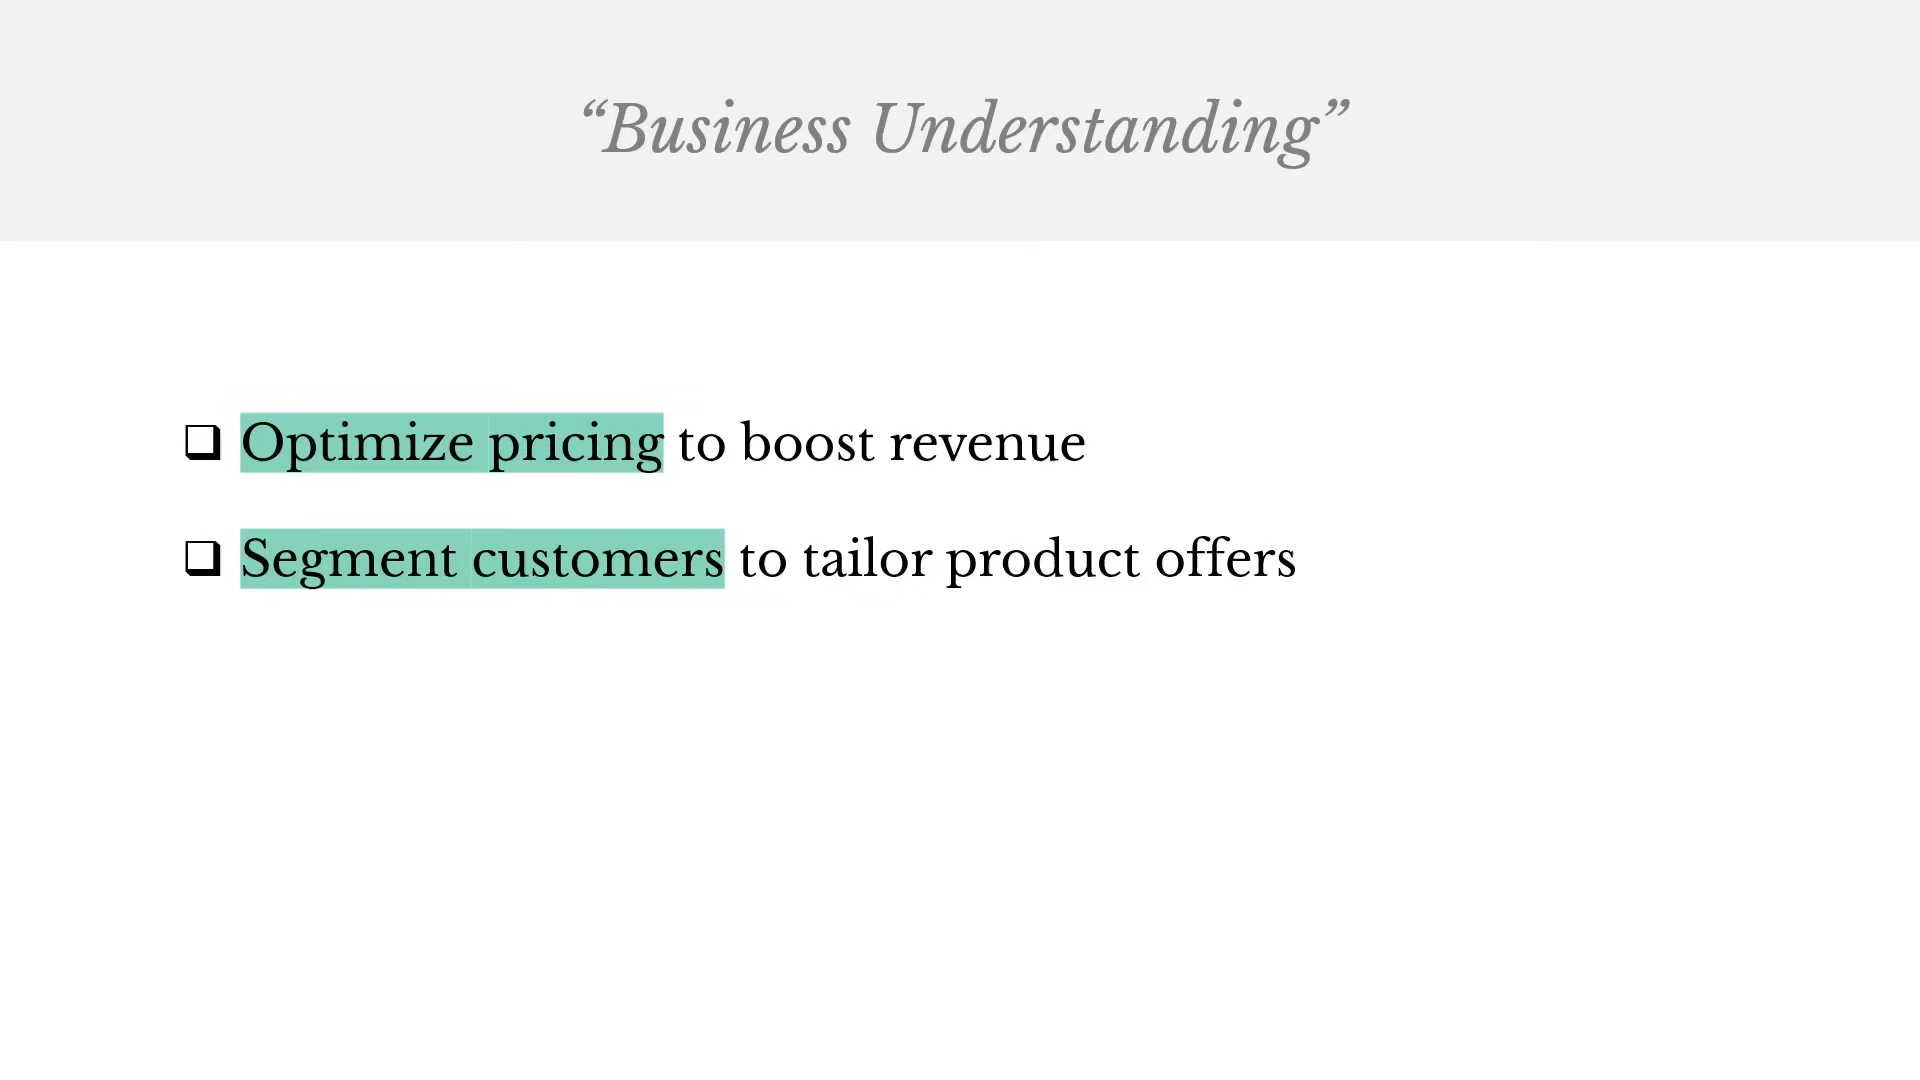 “Business Understanding”
❑ Optimize pricing to boost revenue
❑ Segment customers to tailor product offers